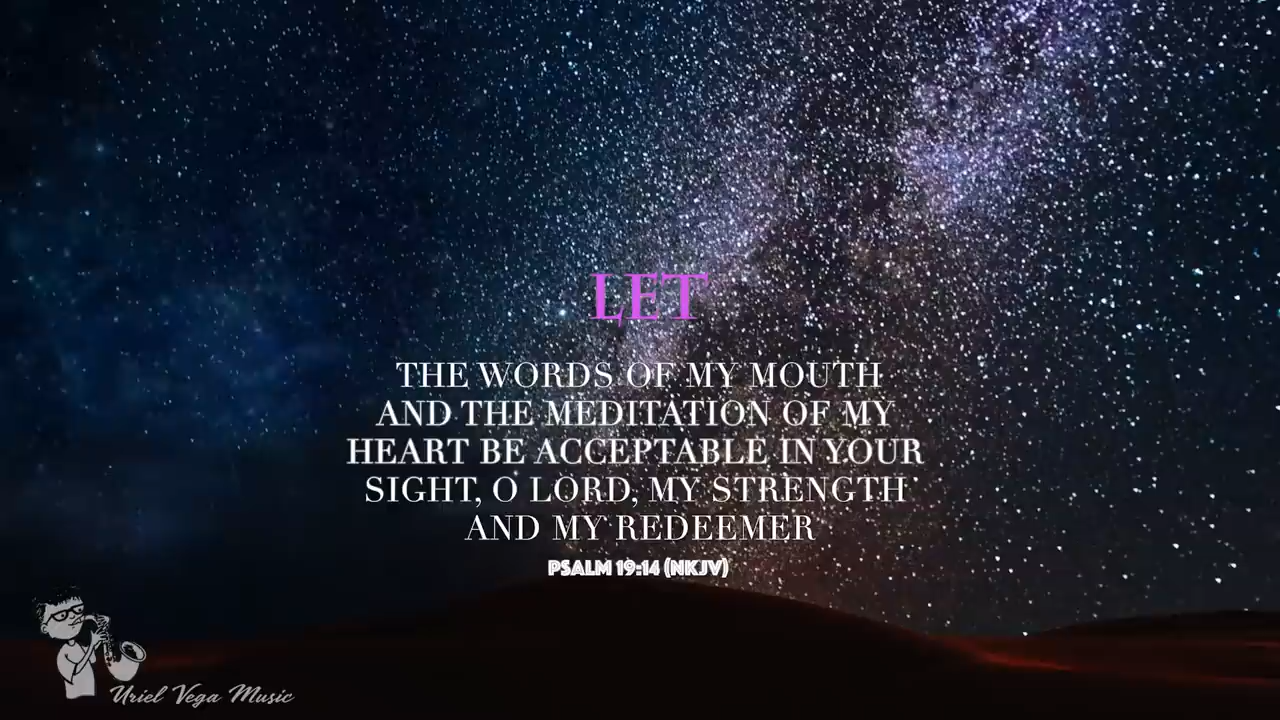 LET
THE WORDS OF MY MOUTH
AND THE MEDITATION OF MY
HEART BE ACCEPTABLE IN YOUR
SIGHT, O LORD, MY STRENGTH
AND MY REDEEMER
PSALM 19:14 (NKJV)
Uriel Vega Music